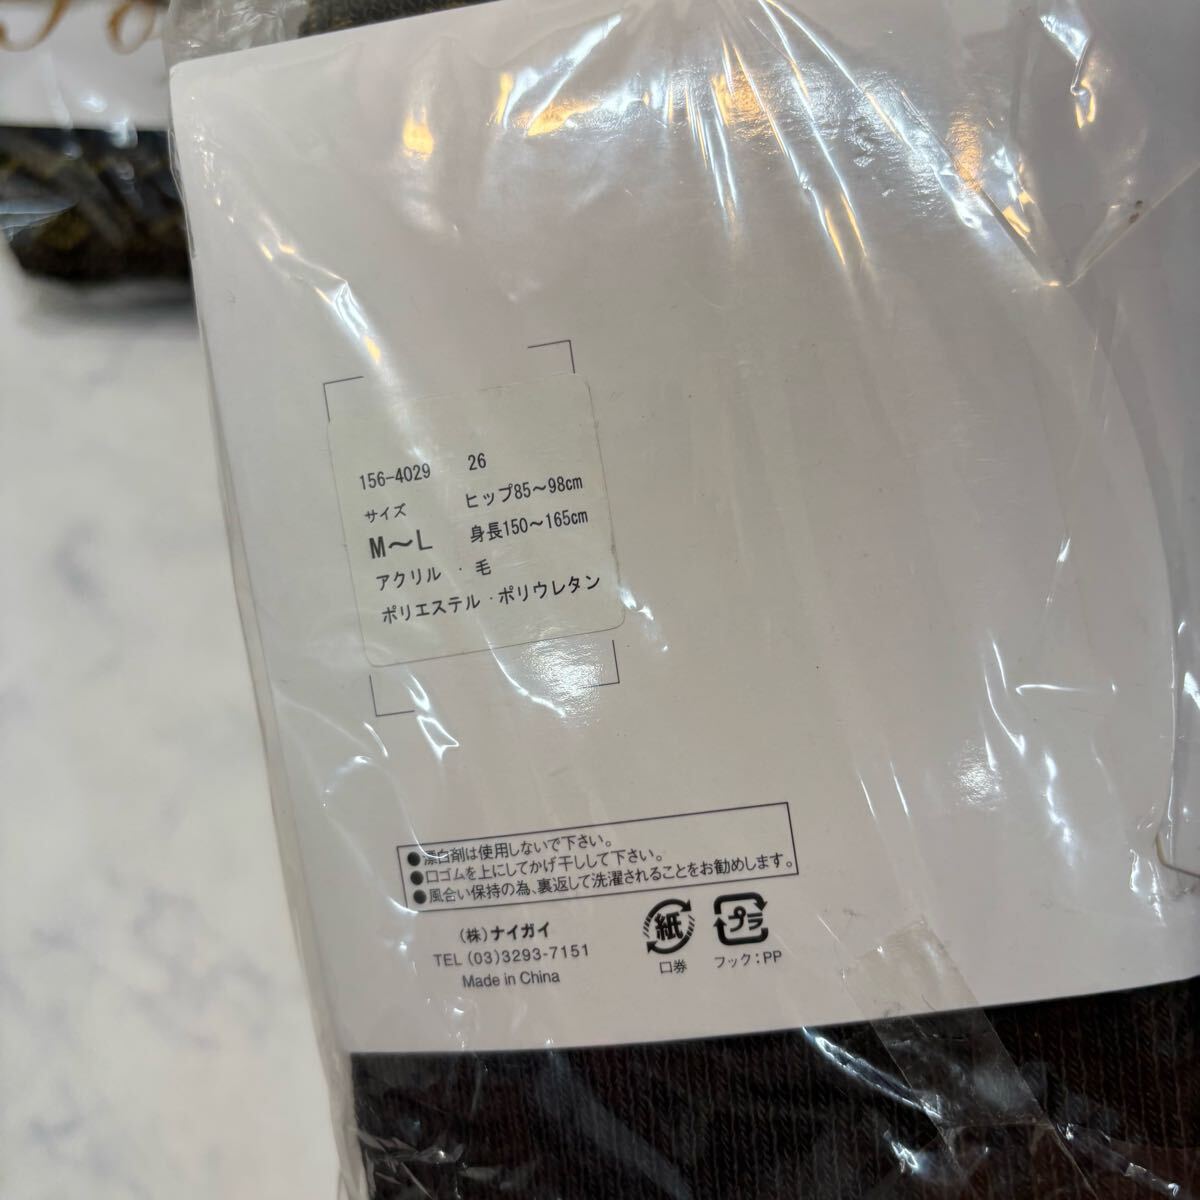 156-4029 26
サイズ ヒップ85～98cm
M～L 身長150～165cm
アクリル ・ 毛
ポリエステル ・ ポリウレタン
●漂白剤は使用しないで下さい。
●口ゴムを上にしてかげ干しして下さい。
●風合い保持の為、裏返して洗濯されることをお勧めします。
(株)ナイガイ
TEL (03)3293-7151
Made in China
紙 プラ
口券 フック:PP